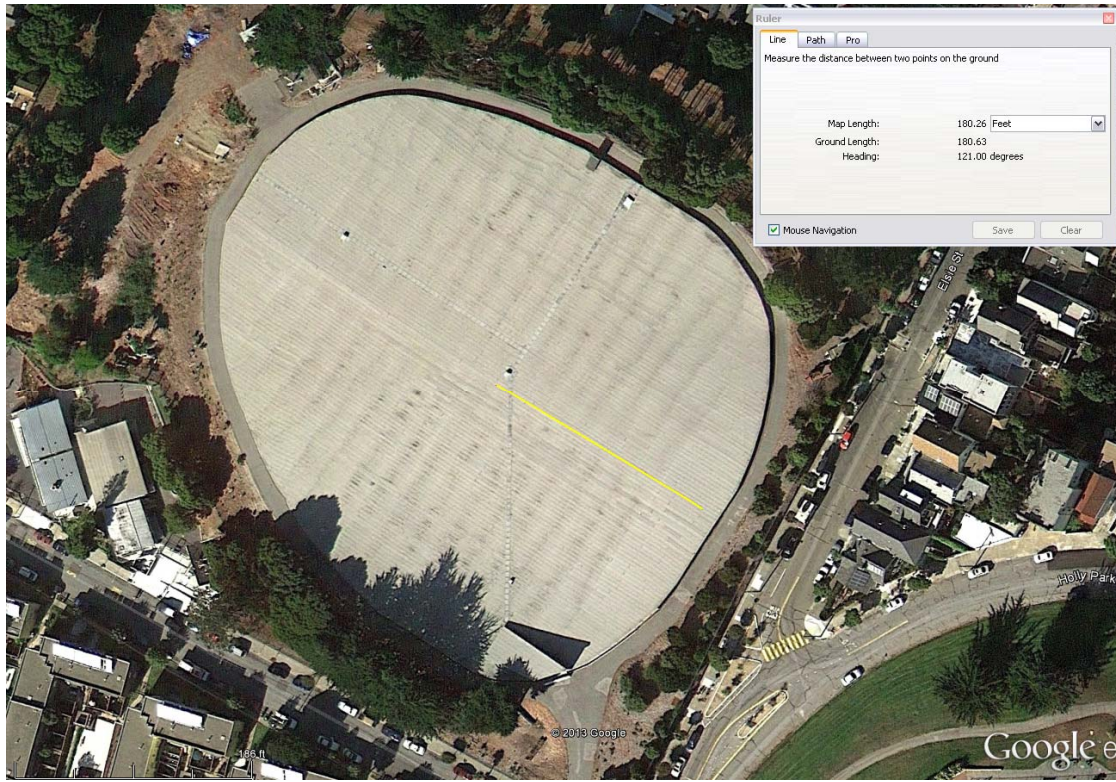 Ruler
Line Path Pro
Measure the distance between two points on the ground
Map Length: 180.26 Feet
Ground Length: 180.63
Heading: 121.00 degrees
Mouse Navigation Save Clear
Elsie St
Holly Park
© 2013 Google
186 ft
Google e